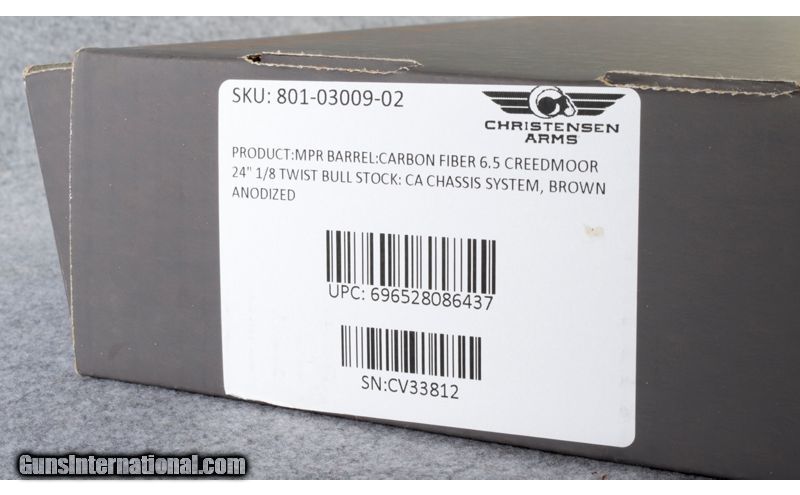 SKU: 801-03009-02
CHRISTENSEN
ARMS
PRODUCT:MPR BARREL:CARBON FIBER 6.5 CREEDMOOR
24" 1/8 TWIST BULL STOCK: CA CHASSIS SYSTEM, BROWN
ANODIZED
UPC: 696528086437
SN:CV33812
GunsInternational.com